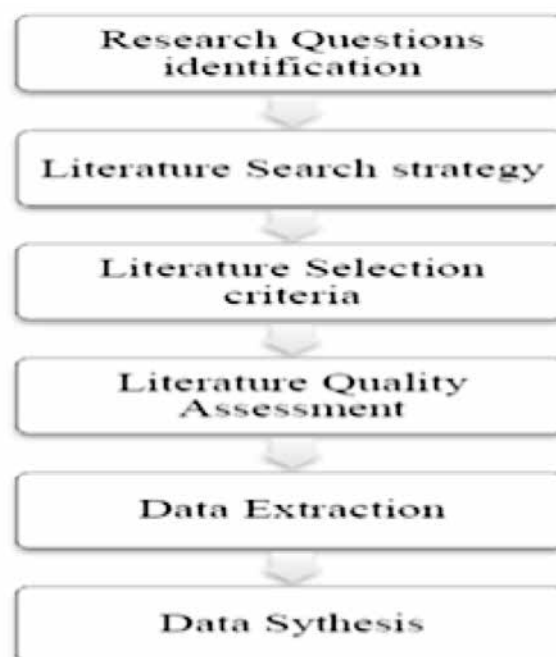 Research Questions
identification
Literature Search strategy
Literature Selection
criteria
Literature Quality
Assessment
Data Extraction
Data Sythesis